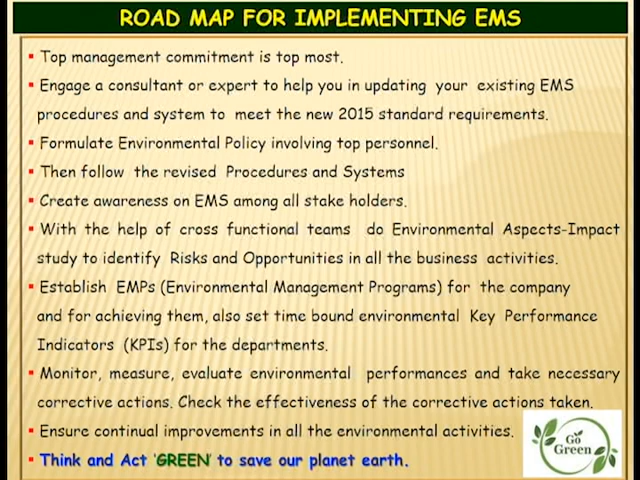 ROAD MAP FOR IMPLEMENTING EMS
▪ Top management commitment is top most.
▪ Engage a consultant or expert to help you in updating your existing EMS
procedures and system to meet the new 2015 standard requirements.
▪ Formulate Environmental Policy involving top personnel.
▪ Then follow the revised Procedures and Systems
▪ Create awareness on EMS among all stake holders.
▪ With the help of cross functional teams do Environmental Aspects-Impact
study to identify Risks and Opportunities in all the business activities.
▪ Establish EMPs (Environmental Management Programs) for the company
and for achieving them, also set time bound environmental Key Performance
Indicators (KPIs) for the departments.
▪ Monitor, measure, evaluate environmental performances and take necessary
corrective actions. Check the effectiveness of the corrective actions taken.
▪ Ensure continual improvements in all the environmental activities.
▪ Think and Act ‘GREEN’ to save our planet earth.
Go
Green